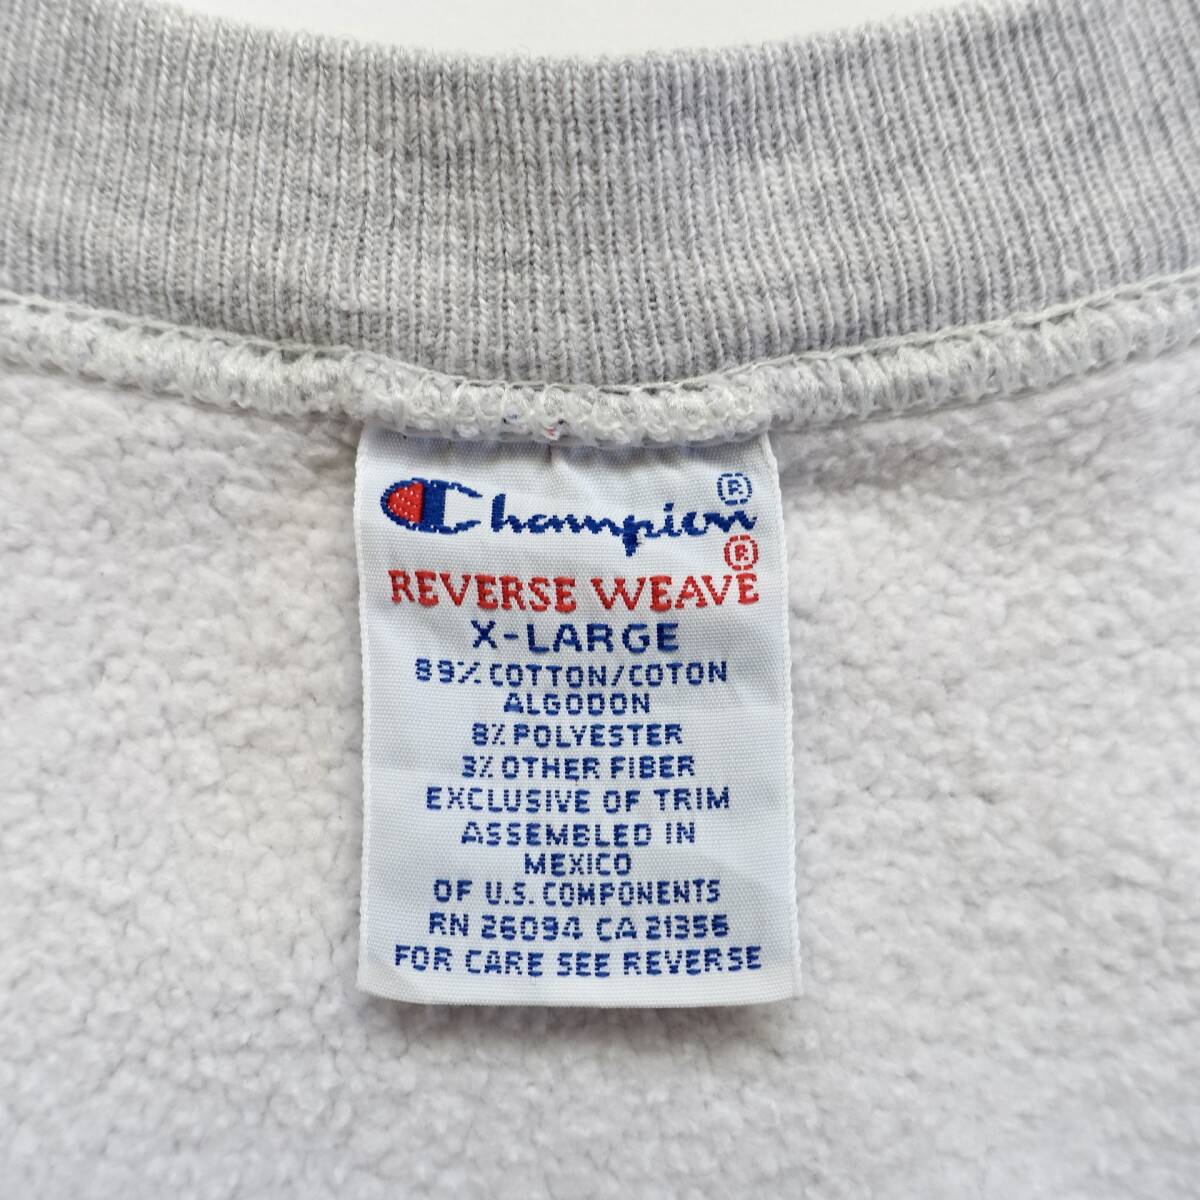 Champion®
REVERSE WEAVE®
X-LARGE
89% COTTON/COTON
ALGODON
8% POLYESTER
3% OTHER FIBER
EXCLUSIVE OF TRIM
ASSEMBLED IN
MEXICO
OF U.S. COMPONENTS
RN 26094 CA 21356
FOR CARE SEE REVERSE